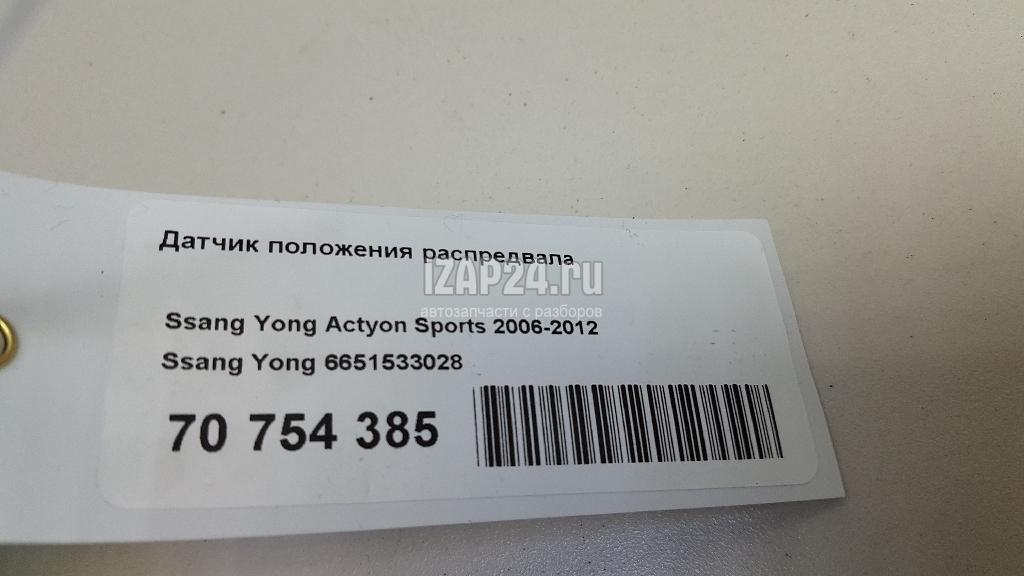 Датчик положения распредвала
IZAP24.ru
автозапчасти с разборов
Ssang Yong Actyon Sports 2006-2012
Ssang Yong 6651533028
70 754 385